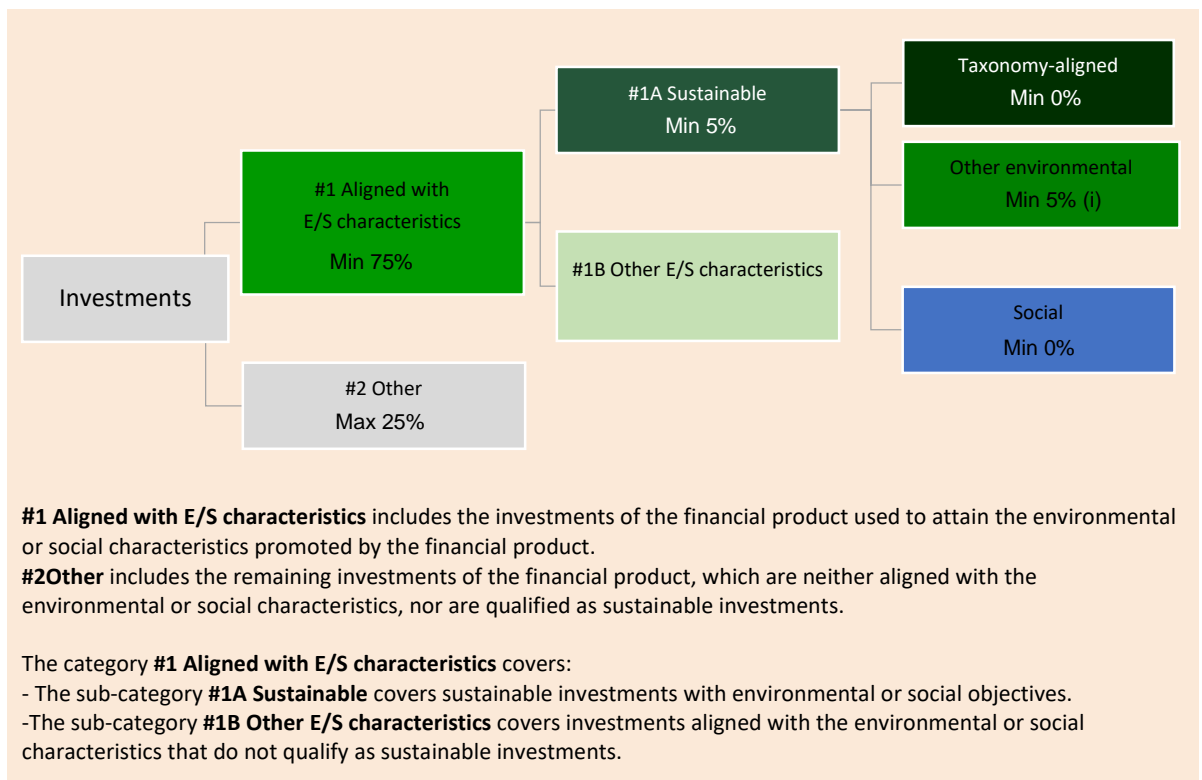 Investments
#1 Aligned with
E/S characteristics
Min 75%
#2 Other
Max 25%
#1A Sustainable
Min 5%
#1B Other E/S characteristics
Taxonomy-aligned
Min 0%
Other environmental
Min 5% (i)
Social
Min 0%
#1 Aligned with E/S characteristics includes the investments of the financial product used to attain the environmental
or social characteristics promoted by the financial product.
#2Other includes the remaining investments of the financial product, which are neither aligned with the
environmental or social characteristics, nor are qualified as sustainable investments.
The category #1 Aligned with E/S characteristics covers:
- The sub-category #1A Sustainable covers sustainable investments with environmental or social objectives.
-The sub-category #1B Other E/S characteristics covers investments aligned with the environmental or social
characteristics that do not qualify as sustainable investments.